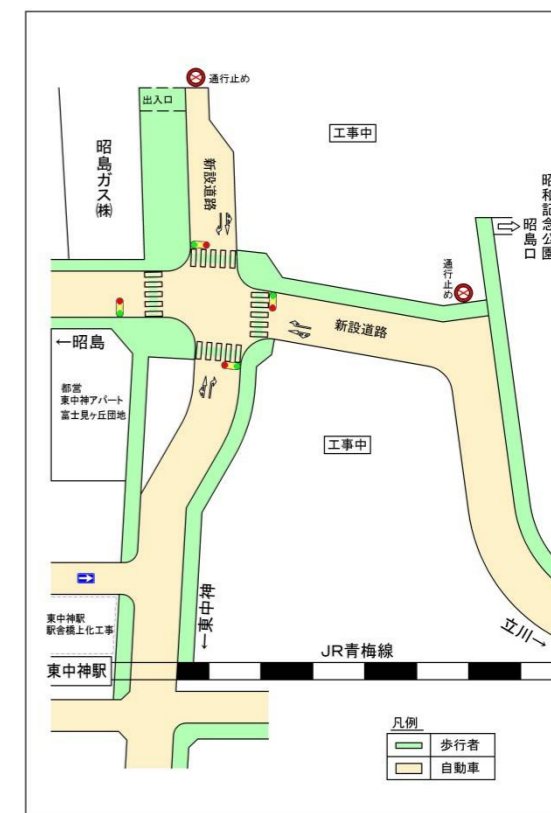 通行止め
出入口
昭島ガス㈱
新設道路
工事中
昭和記念公園
昭島口
通行止め
新設道路
←昭島
都営
東中神アパート
富士見ヶ丘団地
工事中
東中神駅
駅舎橋上化工事
←東中神
立川→
JR青梅線
東中神駅
凡例
歩行者
自動車